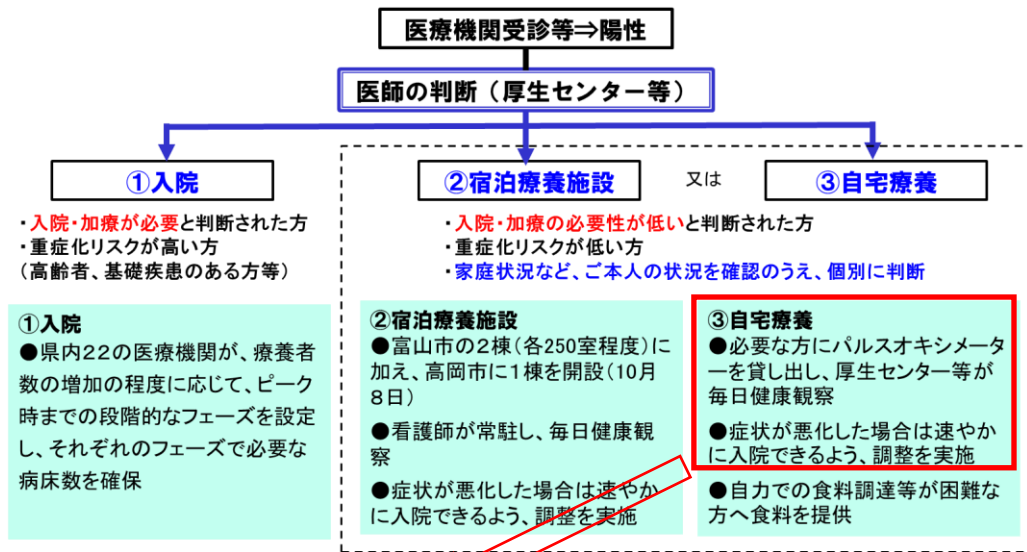 医療機関受診等⇒陽性
医師の判断（厚生センター等）
①入院
②宿泊療養施設
又は
③自宅療養
・入院・加療が必要と判断された方
・重症化リスクが高い方
（高齢者、基礎疾患のある方等）
・入院・加療の必要性が低いと判断された方
・重症化リスクが低い方
・家庭状況など、ご本人の状況を確認のうえ、個別に判断
①入院
●県内２２の医療機関が、療養者
数の増加の程度に応じて、ピーク
時までの段階的なフェーズを設定
し、それぞれのフェーズで必要な
病床数を確保
②宿泊療養施設
●富山市の２棟（各250室程度）に
加え、高岡市に１棟を開設（10月
８日）
●看護師が常駐し、毎日健康観
察
●症状が悪化した場合は速やか
に入院できるよう、調整を実施
③自宅療養
●必要な方にパルスオキシメータ
ーを貸し出し、厚生センター等が
毎日健康観察
●症状が悪化した場合は速やか
に入院できるよう、調整を実施
●自力での食料調達等が困難な
方へ食料を提供